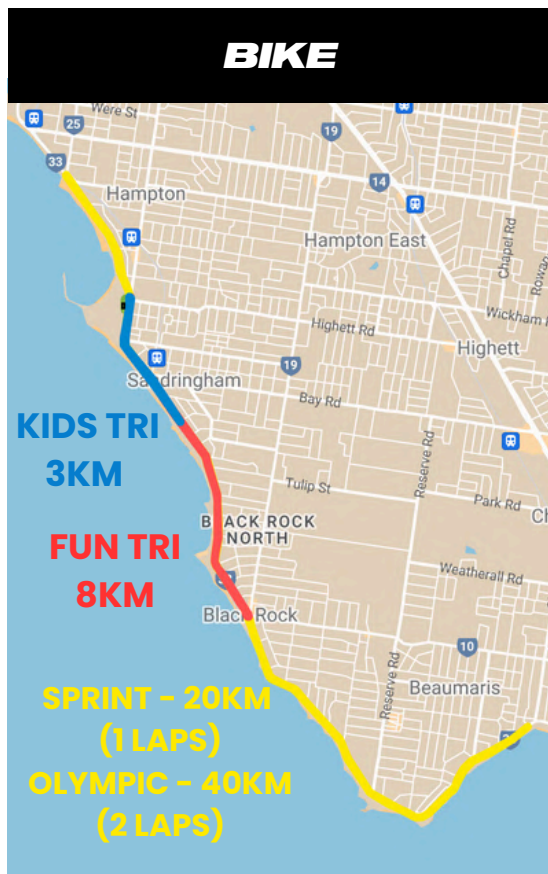 BIKE
Were St
25
19
33
14
Hampton
Chapel Rd
Hampton East
Highett Rd
Wickham
Highett
19
Sandringham
Bay Rd
KIDS TRI
3KM
Reserve Rd
Tulip St
Park Rd
BLACK ROCK
NORTH
FUN TRI
8KM
Weatherall Rd
Black Rock
10
Reserve Rd
Beaumaris
SPRINT - 20KM
(1 LAPS)
OLYMPIC - 40KM
(2 LAPS)